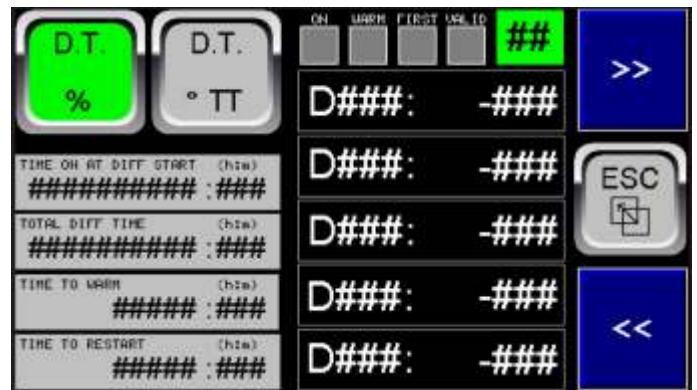 D.T.
%
D.T.
° TT
ON WARM FIRST VALID
##
>>
D###: -###
TIME ON AT DIFF START (h:m)
########## :###
D###: -###
ESC
TOTAL DIFF TIME (h:m)
########## :###
D###: -###
TIME TO WARM (h:m)
##### :###
D###: -###
<<
TIME TO RESTART (h:m)
##### :###
D###: -###